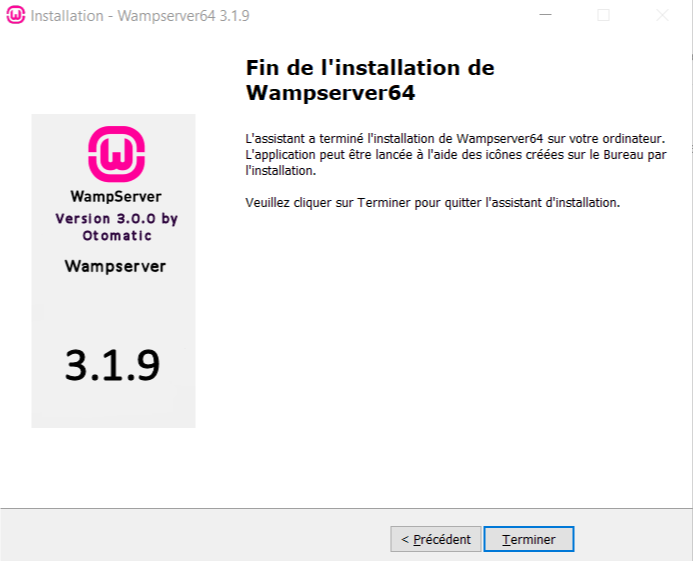 Installation - Wampserver64 3.1.9
Fin de l'installation de
Wampserver64
L'assistant a terminé l'installation de Wampserver64 sur votre ordinateur.
L'application peut être lancée à l'aide des icônes créées sur le Bureau par
l'installation.
Veuillez cliquer sur Terminer pour quitter l'assistant d'installation.
WampServer
Version 3.0.0 by
Otomatic
Wampserver
3.1.9
< Précédent
Terminer